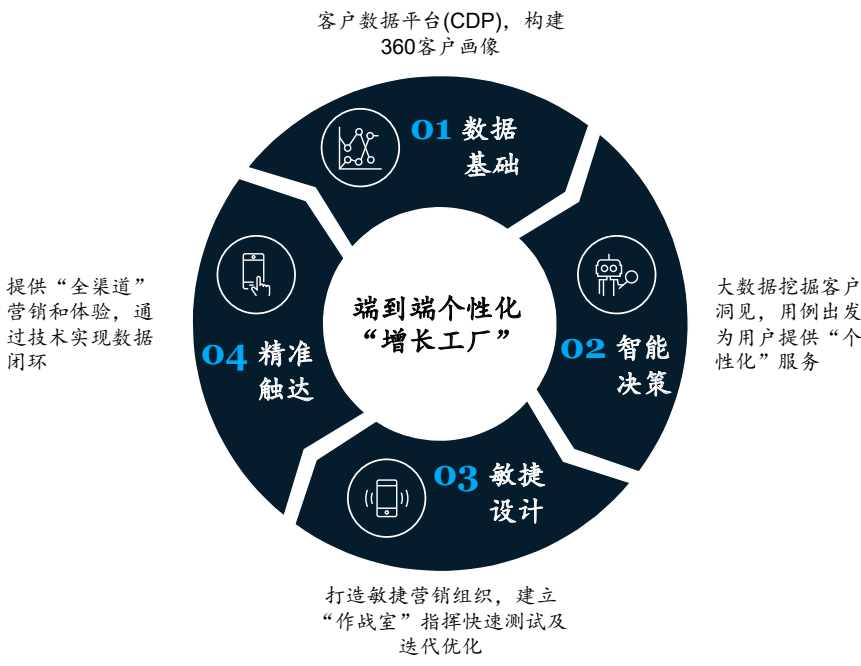 客户数据平台(CDP)，构建
360客户画像
01 数据
基础
提供“全渠道”
营销和体验，通
过技术实现数据
闭环
04 精准
触达
端到端个性化
“增长工厂”
02 智能
决策
大数据挖掘客户
洞见，用例出发
为用户提供“个
性化”服务
03 敏捷
设计
打造敏捷营销组织，建立
“作战室”指挥快速测试及
迭代优化